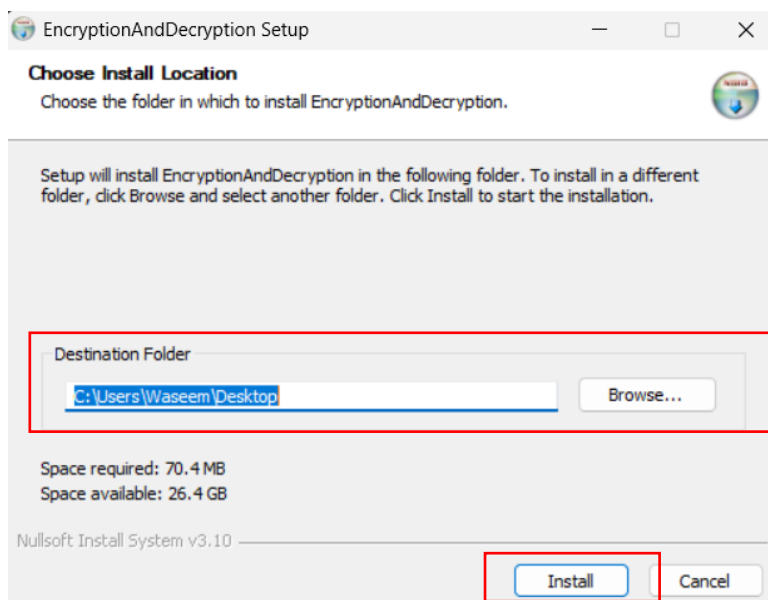 EncryptionAndDecryption Setup
Choose Install Location
Choose the folder in which to install EncryptionAndDecryption.
Setup will install EncryptionAndDecryption in the following folder. To install in a different
folder, click Browse and select another folder. Click Install to start the installation.
Destination Folder
C:\Users\Waseem\Desktop
Browse...
Space required: 70.4 MB
Space available: 26.4 GB
Nullsoft Install System v3.10
Install
Cancel